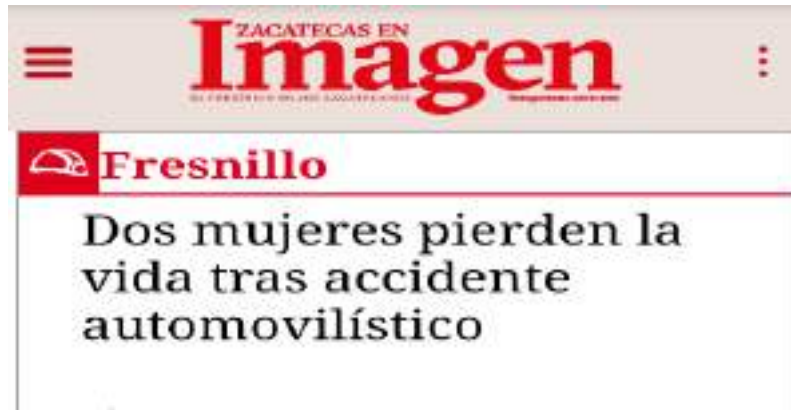 ZACATECAS EN
Imagen
Fresnillo
Dos mujeres pierden la
vida tras accidente
automovilístico